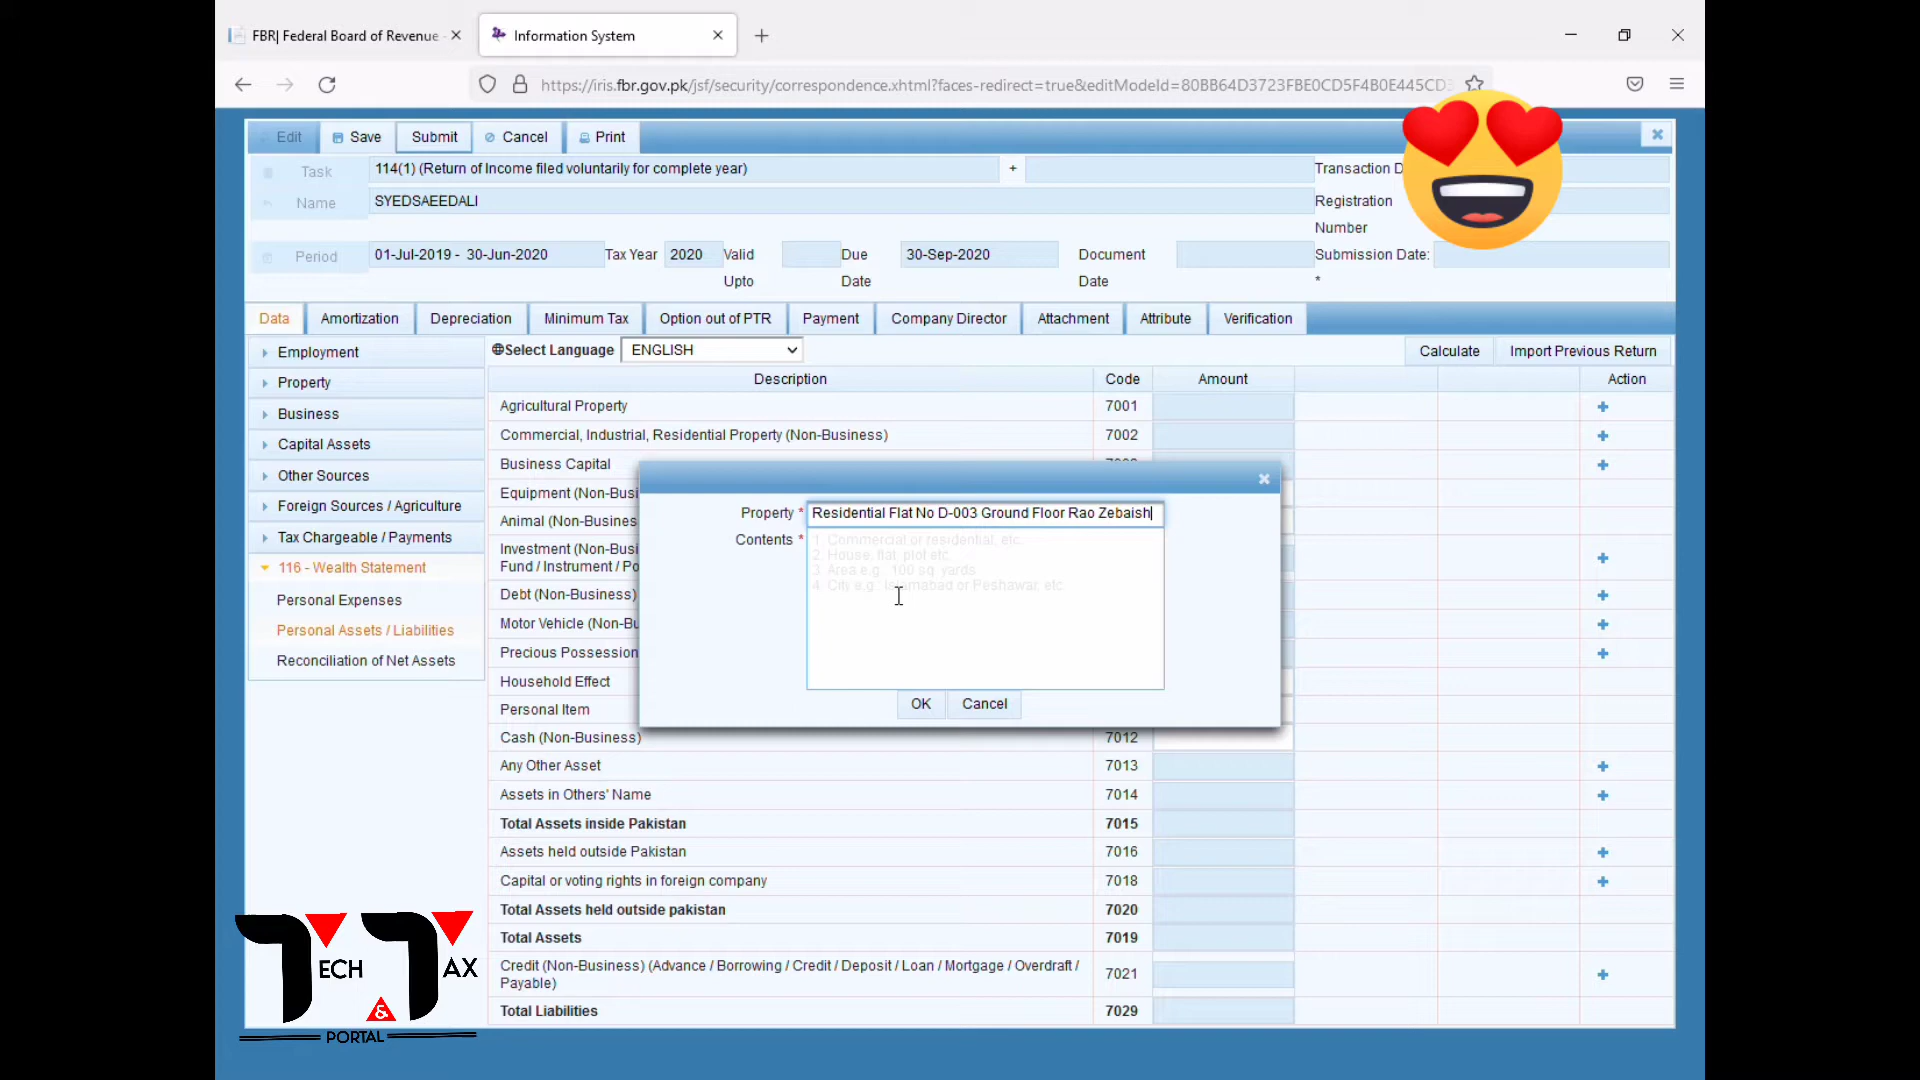 FBR| Federal Board of Revenue
Information System
https://iris.fbr.gov.pk/jsf/security/correspondence.xhtml?faces-redirect=true&editModeId=80BB64D3723FBE0CD5F4B0E445CD3
Edit Save Submit Cancel Print
Task 114(1) (Return of Income filed voluntarily for complete year) + Transaction D
Name SYEDSAEEDALI Registration
Number
Period 01-Jul-2019 - 30-Jun-2020 Tax Year 2020 Valid Due 30-Sep-2020 Document Submission Date:
Upto Date Date *
Data Amortization Depreciation Minimum Tax Option out of PTR Payment Company Director Attachment Attribute Verification
Employment
Property
Business
Capital Assets
Other Sources
Foreign Sources / Agriculture
Tax Chargeable / Payments
116 - Wealth Statement
Personal Expenses
Personal Assets / Liabilities
Reconciliation of Net Assets
Select Language ENGLISH Calculate Import Previous Return
Description Code Amount Action
Agricultural Property 7001
Commercial, Industrial, Residential Property (Non-Business) 7002
Business Capital
Equipment (Non-Busi
Animal (Non-Busines
Investment (Non-Busi
Fund / Instrument / Po
Debt (Non-Business)
Motor Vehicle (Non-Bu
Precious Possession
Household Effect
Personal Item
Cash (Non-Business) 7012
Any Other Asset 7013
Assets in Others' Name 7014
Total Assets inside Pakistan 7015
Assets held outside Pakistan 7016
Capital or voting rights in foreign company 7018
Total Assets held outside pakistan 7020
Total Assets 7019
Credit (Non-Business) (Advance / Borrowing / Credit / Deposit / Loan / Mortgage / Overdraft /
Payable) 7021
Total Liabilities 7029
Property * Residential Flat No D-003 Ground Floor Rao Zebaish
Contents *
1. Commercial or residential, etc.
2. House, flat, plot etc.
3. Area e.g., 100 sq. yards
4. City e.g., Islamabad or Peshawar, etc.
OK Cancel
TECH
& TAX
PORTAL